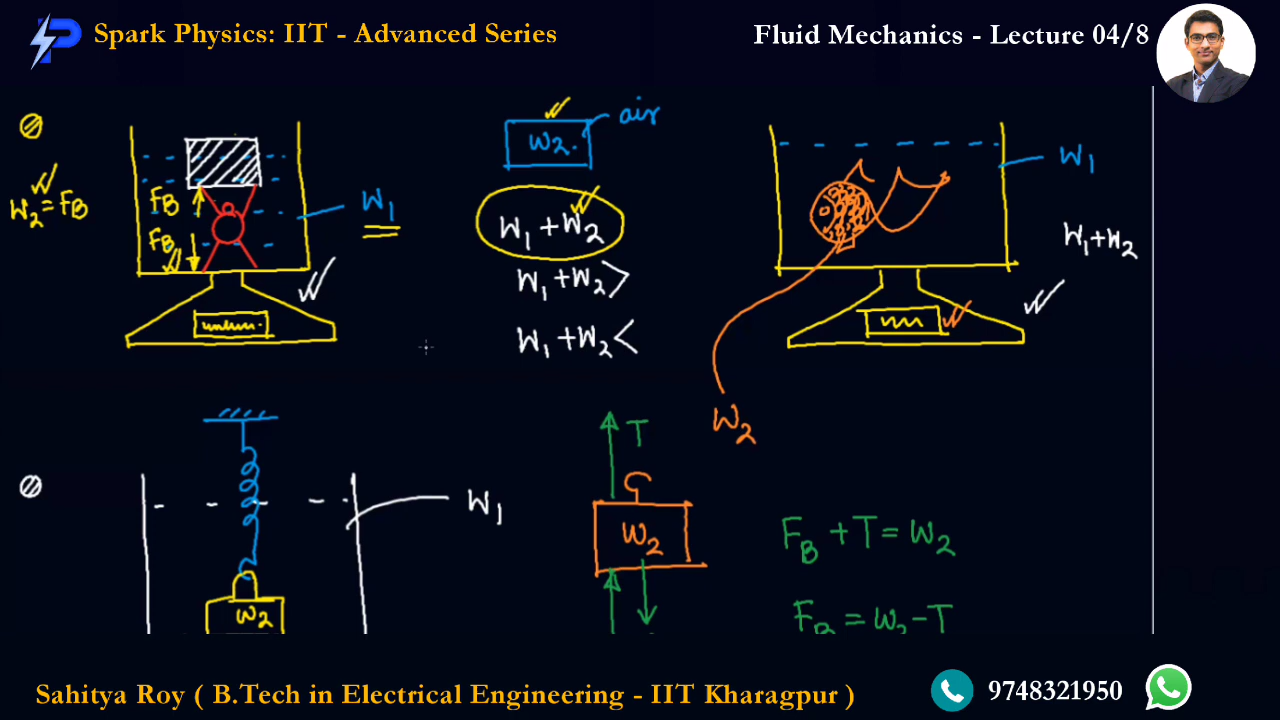 Spark Physics: IIT - Advanced Series
Fluid Mechanics - Lecture 04/8
W2 = FB
FB
FB
W1
W2.
air
W1 + W2
W1 + W2 >
W1 + W2 <
W1
W1 + W2
W2
W1
W2
T
W2
FB + T = W2
FB = W2 - T
Sahitya Roy ( B.Tech in Electrical Engineering - IIT Kharagpur )
9748321950